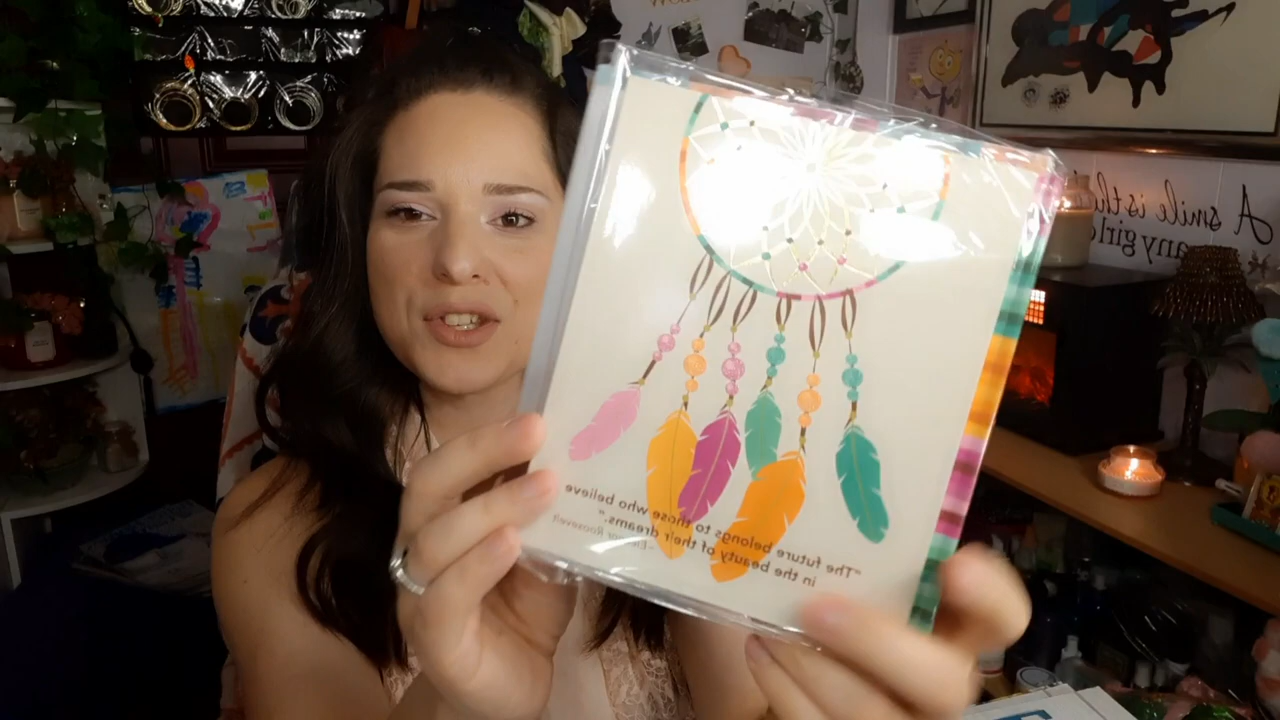 "The future belongs to those who believe
in the beauty of their dreams."
-Eleanor Roosevelt
A smile is the
any girl